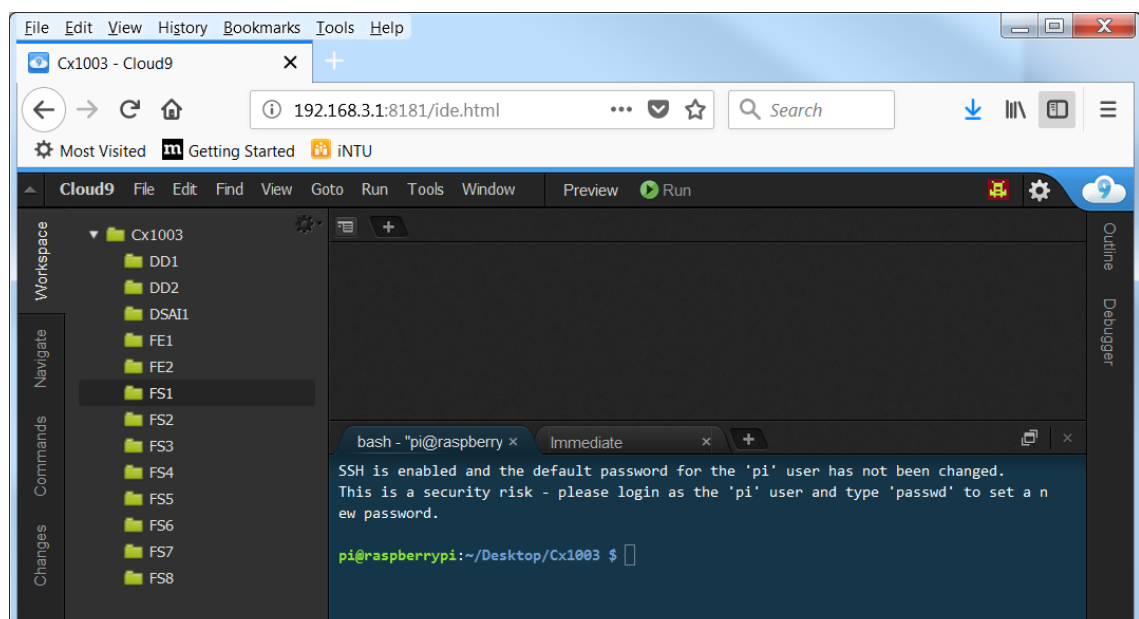 File Edit View History Bookmarks Tools Help
Cx1003 - Cloud9
192.168.3.1:8181/ide.html
Search
Most Visited
m Getting Started
iNTU
Cloud9 File Edit Find View Goto Run Tools Window Preview Run
9
Workspace
Navigate
Commands
Changes
Cx1003
DD1
DD2
DSAI1
FE1
FE2
FS1
FS2
FS3
FS4
FS5
FS6
FS7
FS8
bash - "pi@raspberry
Immediate
SSH is enabled and the default password for the 'pi' user has not been changed.
This is a security risk - please login as the 'pi' user and type 'passwd' to set a n
ew password.
pi@raspberrypi:~/Desktop/Cx1003 $
Outline
Debugger